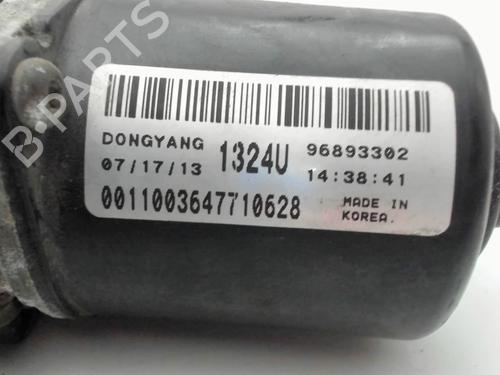 B-PARTS
DONGYANG 1324U 96893302
07/17/13 14:38:41
0011003647710628 MADE IN
KOREA.